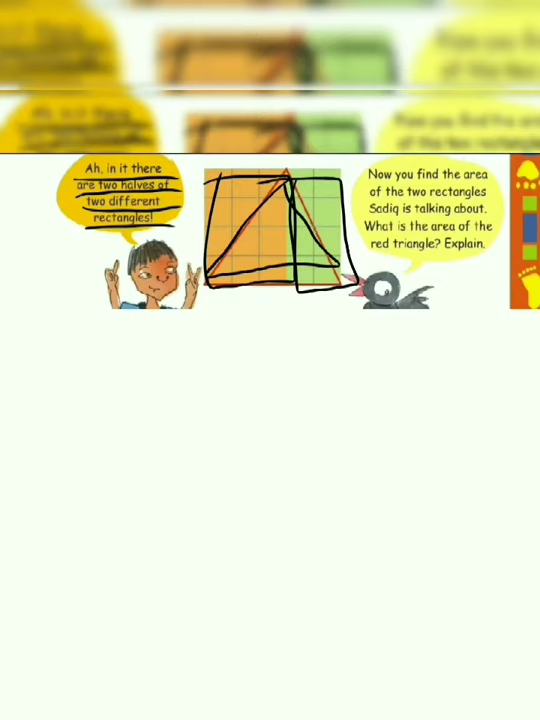 Ah, in it there
are two halves of
two different
rectangles!
Now you find the area
of the two rectangles
Sadiq is talking about.
What is the area of the
red triangle? Explain.